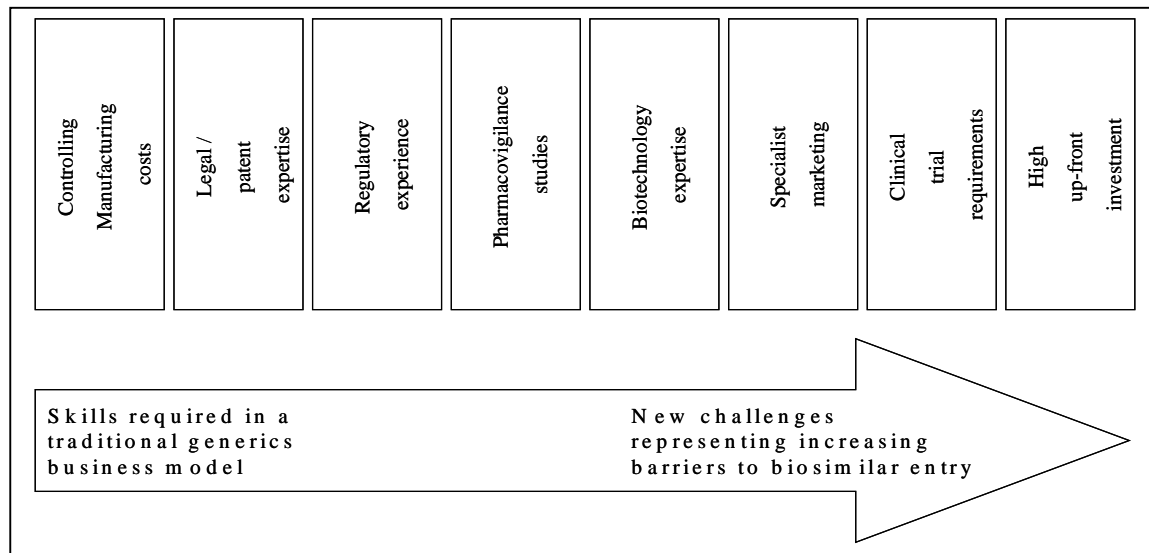 Controlling
Manufacturing
costs
Legal /
patent
expertise
Regulatory
experience
Pharmacovigilance
studies
Biotechnology
expertise
Specialist
marketing
Clinical
trial
requirements
High
up-front
investment
Skills required in a
traditional generics
business model
New challenges
representing increasing
barriers to biosimilar entry